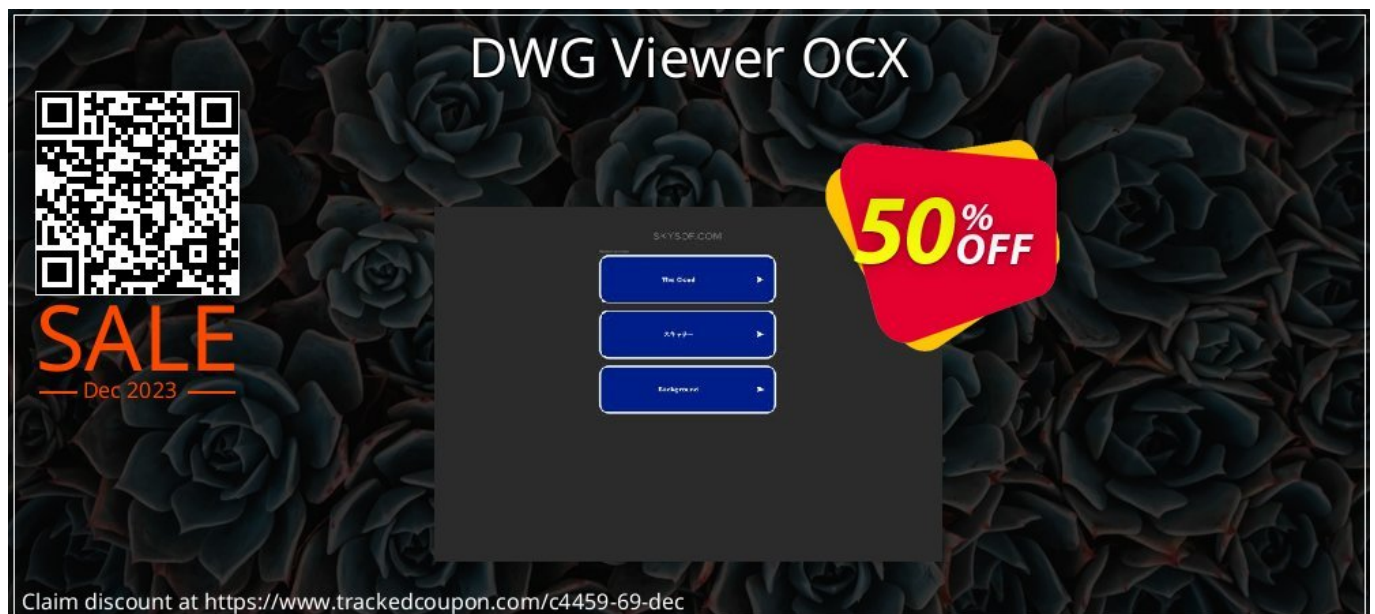 DWG Viewer OCX
SKYSOF.COM
50% OFF
SALE
Dec 2023
Background
Claim discount at https://www.trackedcoupon.com/c4459-69-dec